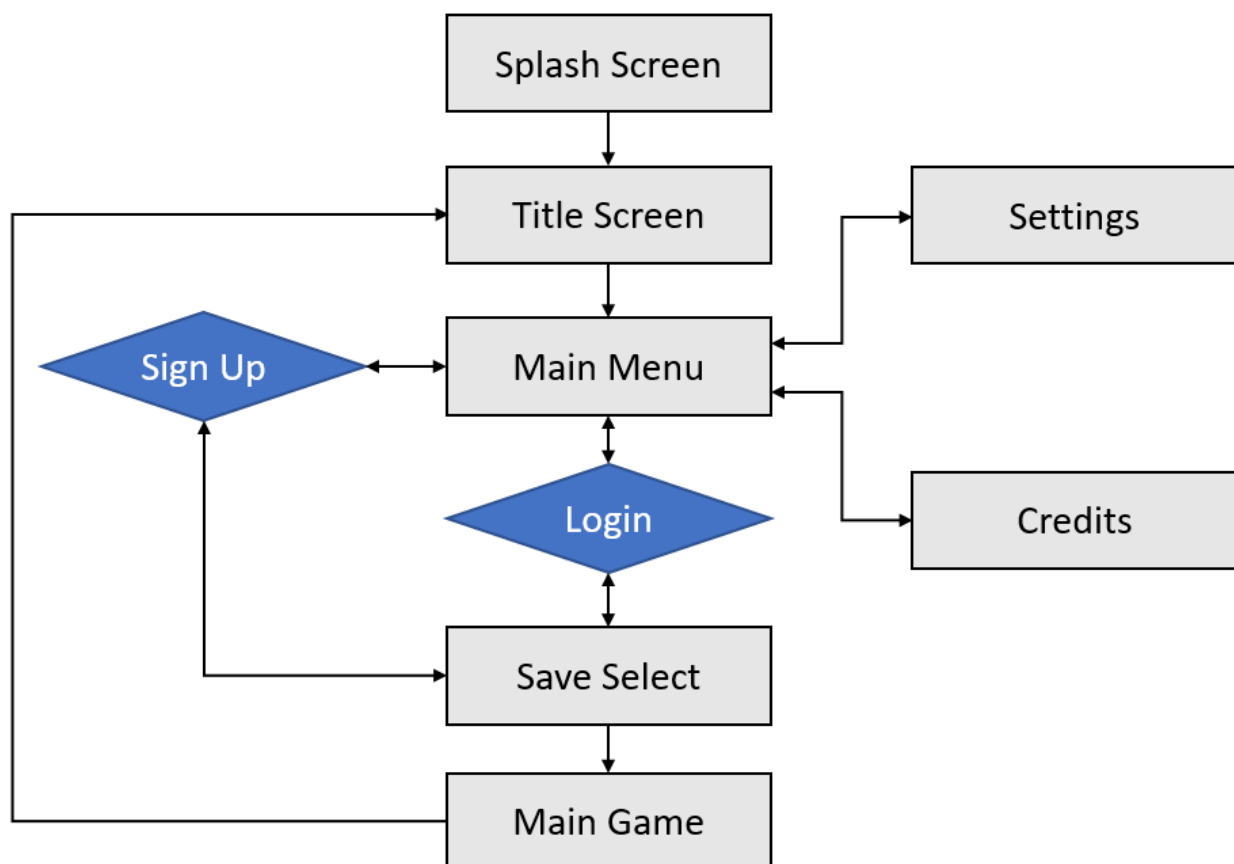 Splash Screen
Title Screen
Settings
Sign Up
Main Menu
Login
Credits
Save Select
Main Game